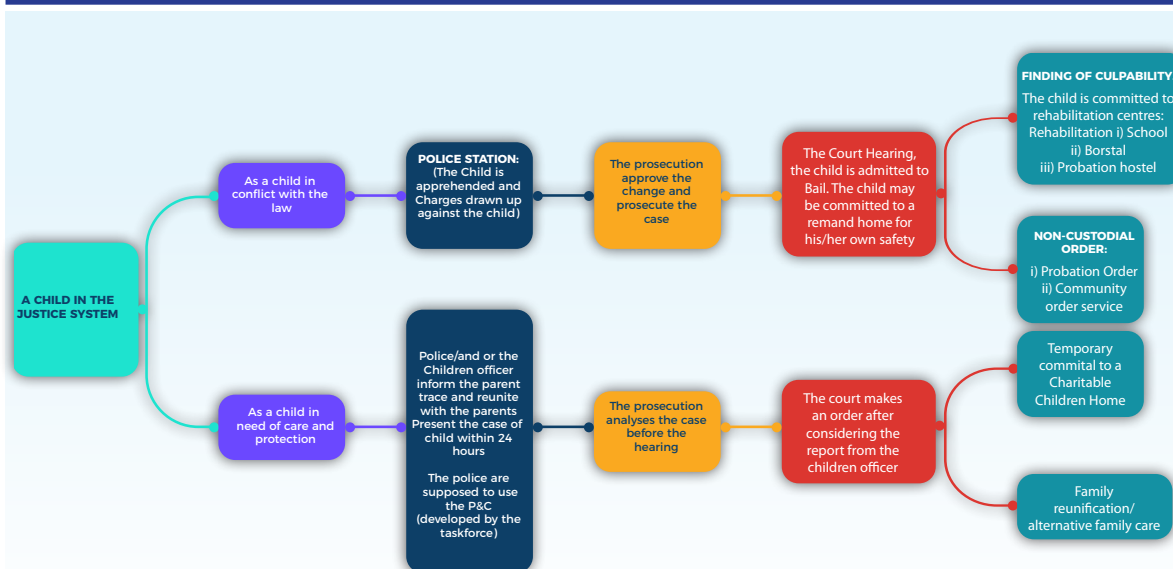 A CHILD IN THE
JUSTICE SYSTEM
As a child in
conflict with the
law
POLICE STATION:
(The Child is
apprehended and
Charges drawn up
against the child)
The prosecution
approve the
change and
prosecute the
case
The Court Hearing,
the child is admitted to
Bail. The child may
be committed to a
remand home for
his/her own safety
FINDING OF CULPABILITY
The child is committed to
rehabilitation centres:
Rehabilitation i) School
ii) Borstal
iii) Probation hostel
NON-CUSTODIAL
ORDER:
i) Probation Order
ii) Community
order service
As a child in
need of care and
protection
Police/and or the
Children officer
inform the parent
trace and reunite
with the parents
Present the case of
child within 24
hours
The police are
supposed to use
the P&C
(developed by the
taskforce)
The prosecution
analyses the case
before the
hearing
The court makes
an order after
considering the
report from the
children officer
Temporary
commital to a
Charitable
Children Home
Family
reunification/
alternative family care